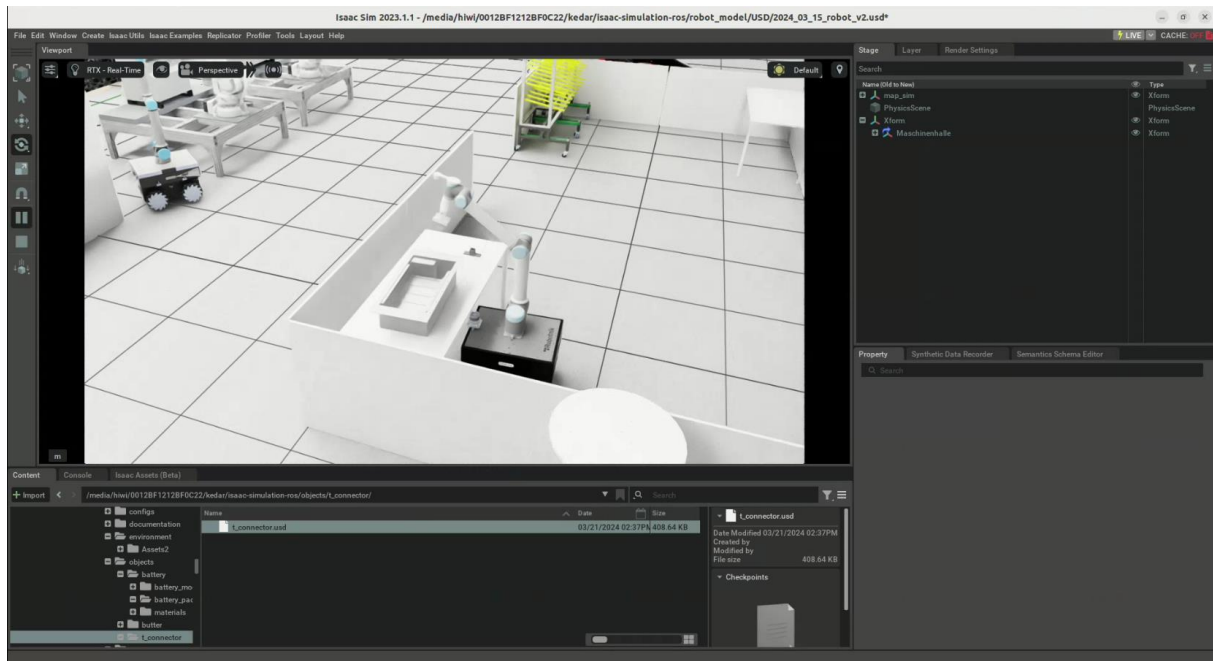 Isaac Sim 2023.1.1 - /media/hiwi/0012BF1212BF0C22/kedar/isaac-simulation-ros/robot_model/USD/2024_03_15_robot_v2.usd*
File Edit Window Create Isaac Utils Isaac Examples Replicator Profiler Tools Layout Help
LIVE CACHE: OFF
Viewport
RTX - Real-Time
Perspective
Default
m
Stage Layer Render Settings
Search
Name (Old to New) Type
map_sim Xform
PhysicsScene PhysicsScene
Xform Xform
Maschinenhalle Xform
Property Synthetic Data Recorder Semantics Schema Editor
Search
Content Console Isaac Assets (Beta)
+ Import /media/hiwi/0012BF1212BF0C22/kedar/isaac-simulation-ros/objects/t_connector/ Search
configs
documentation
environment
Assets2
objects
battery
battery_mo
battery_pac
materials
butter
t_connector
Name Date Size
t_connector.usd 03/21/2024 02:37PM 408.64 KB
t_connector.usd
Date Modified 03/21/2024 02:37PM
Created by
Modified by
File size 408.64 KB
Checkpoints